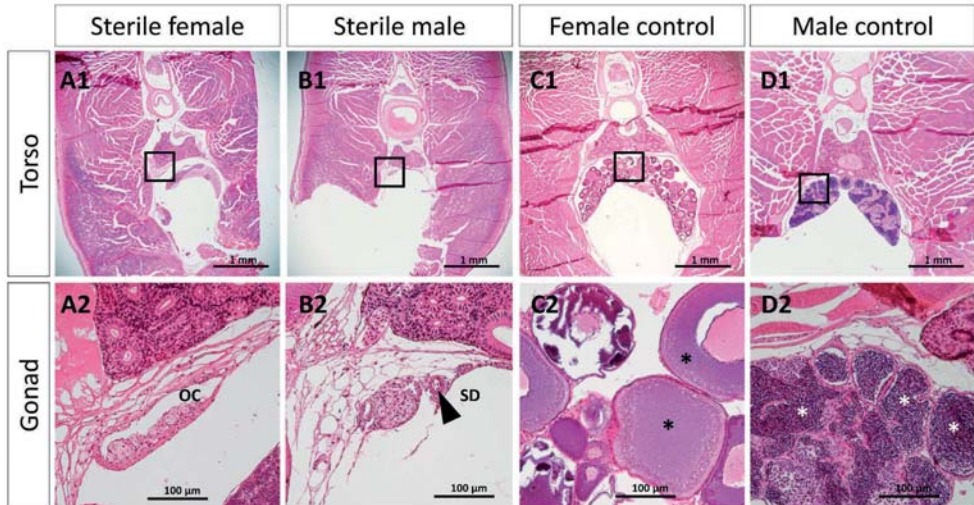 Sterile female Sterile male Female control Male control
Torso
A1 B1 C1 D1
1 mm 1 mm 1 mm 1 mm
Gonad
A2 B2 C2 D2
OC SD * * * * *
100 µm 100 µm 100 µm 100 µm